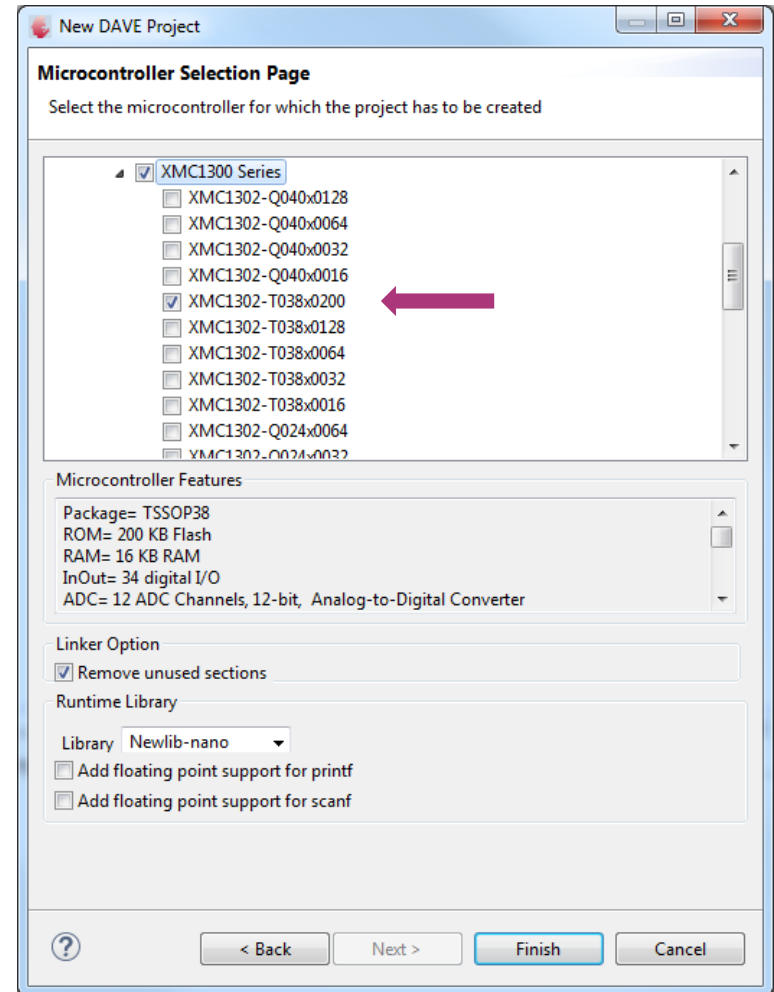 New DAVE Project
Microcontroller Selection Page
Select the microcontroller for which the project has to be created
XMC1300 Series
XMC1302-Q040x0128
XMC1302-Q040x0064
XMC1302-Q040x0032
XMC1302-Q040x0016
XMC1302-T038x0200
XMC1302-T038x0128
XMC1302-T038x0064
XMC1302-T038x0032
XMC1302-T038x0016
XMC1302-Q024x0064
XMC1302-Q024x0032
Microcontroller Features
Package= TSSOP38
ROM= 200 KB Flash
RAM= 16 KB RAM
InOut= 34 digital I/O
ADC= 12 ADC Channels, 12-bit, Analog-to-Digital Converter
Linker Option
Remove unused sections
Runtime Library
Library Newlib-nano
Add floating point support for printf
Add floating point support for scanf
? < Back Next > Finish Cancel